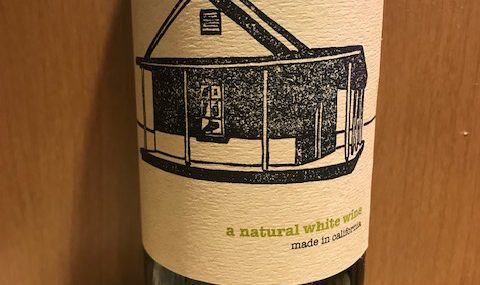 a natural white wine
made in california